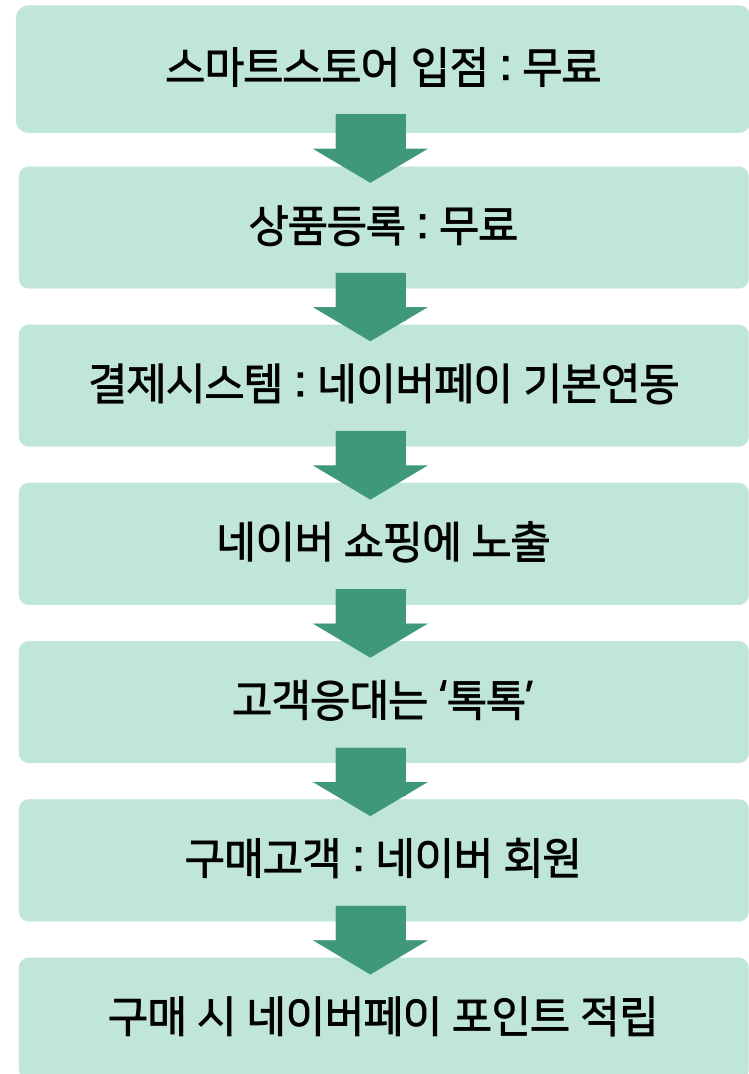 스마트스토어 입점 : 무료
상품등록 : 무료
결제시스템 : 네이버페이 기본연동
네이버 쇼핑에 노출
고객응대는 ‘톡톡’
구매고객 : 네이버 회원
구매 시 네이버페이 포인트 적립